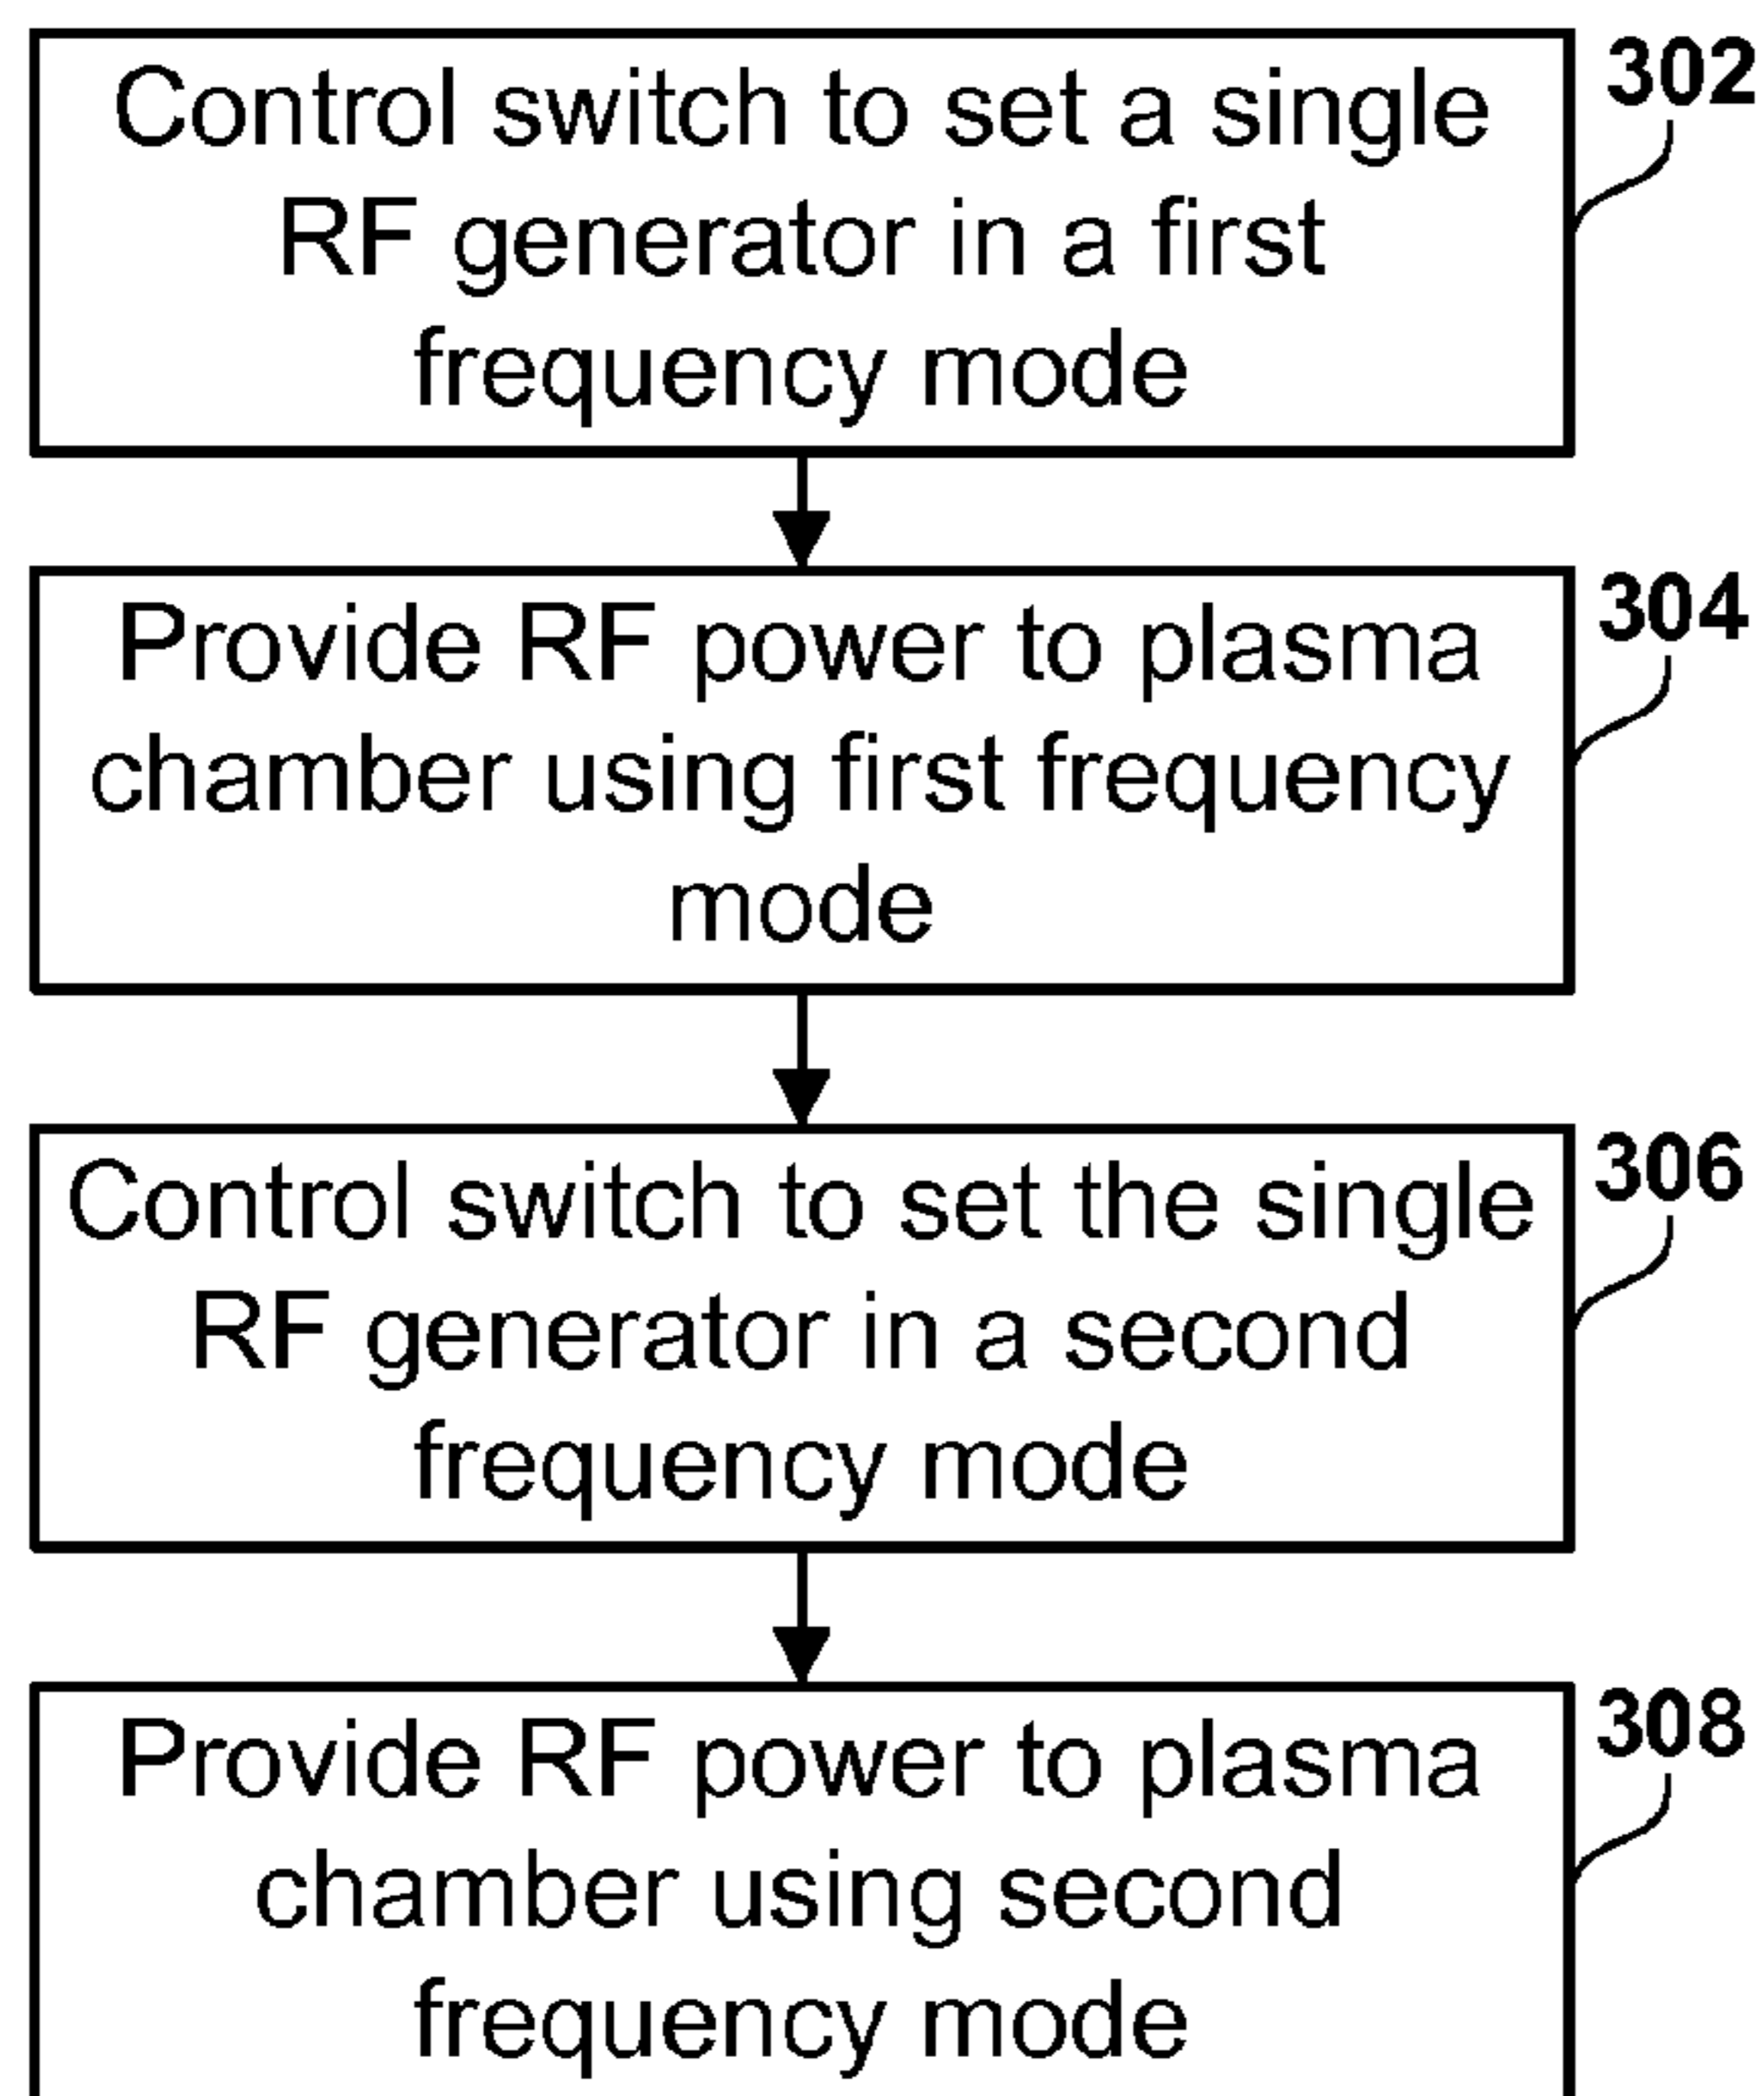 Control switch to set a single
RF generator in a first
frequency mode
302
Provide RF power to plasma
chamber using first frequency
mode
304
Control switch to set the single
RF generator in a second
frequency mode
306
Provide RF power to plasma
chamber using second
frequency mode
308